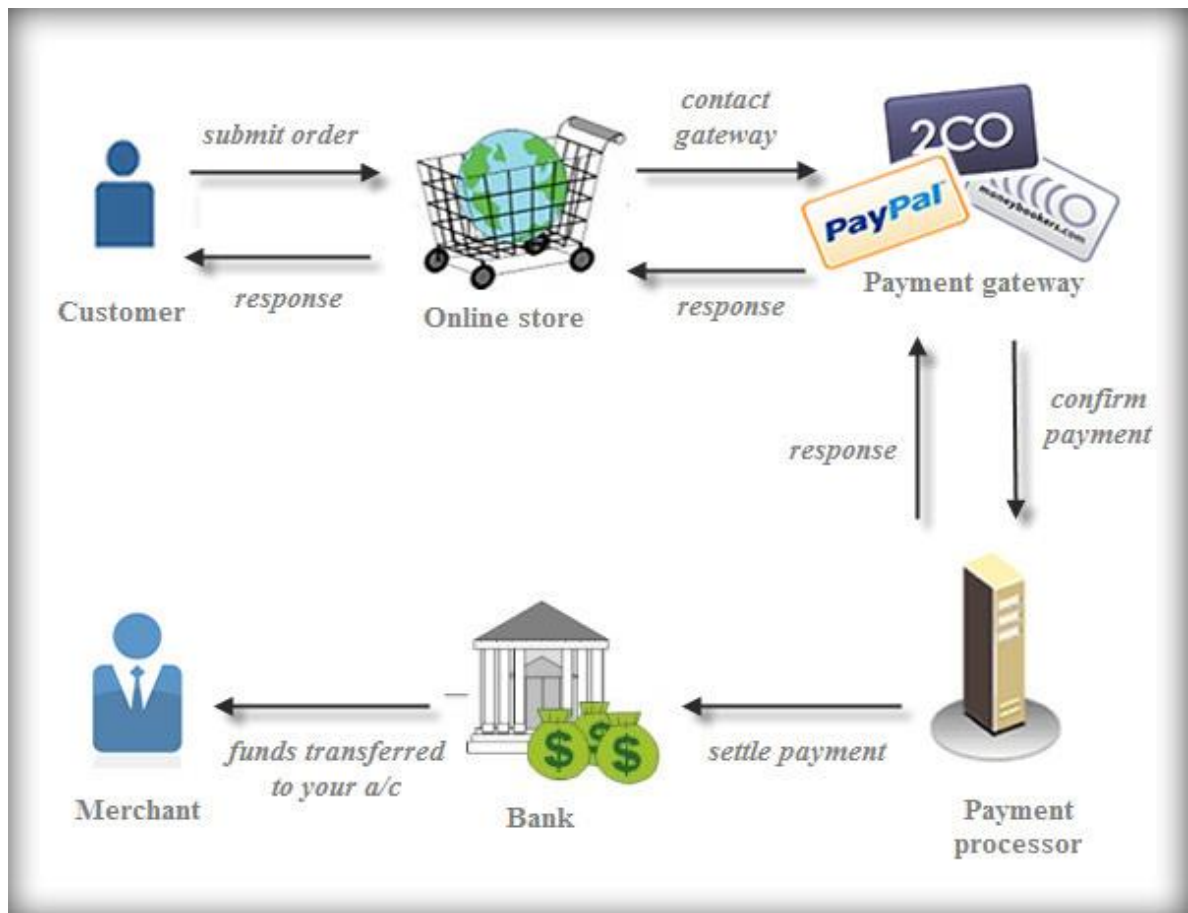 submit order
contact
gateway
2CO
PayPal
moneybookers.com
response
response
Payment gateway
Customer
Online store
confirm
payment
response
funds transferred
to your a/c
settle payment
Merchant
Bank
Payment
processor
$
$
$